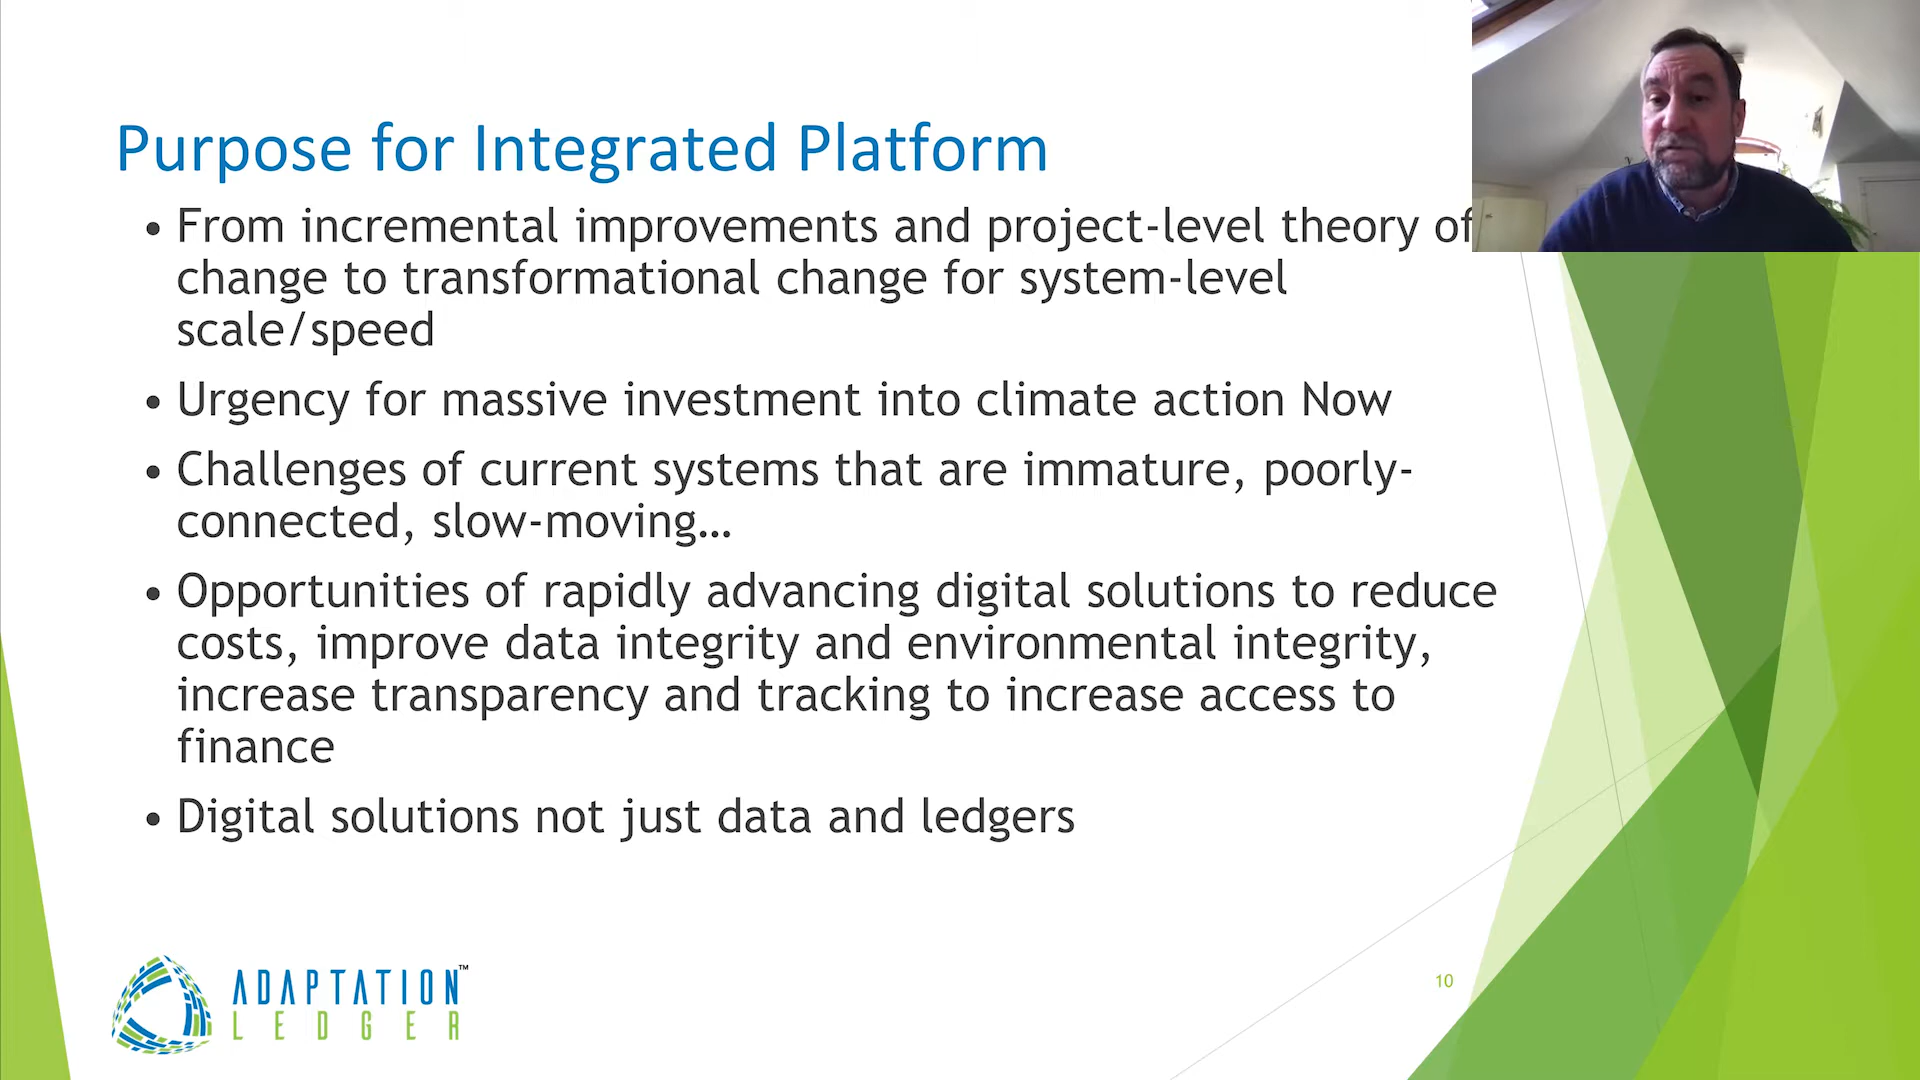 Purpose for Integrated Platform
• From incremental improvements and project-level theory of
change to transformational change for system-level
scale/speed
• Urgency for massive investment into climate action Now
• Challenges of current systems that are immature, poorly-
connected, slow-moving…
• Opportunities of rapidly advancing digital solutions to reduce
costs, improve data integrity and environmental integrity,
increase transparency and tracking to increase access to
finance
• Digital solutions not just data and ledgers
ADAPTATION™
LEDGER
10